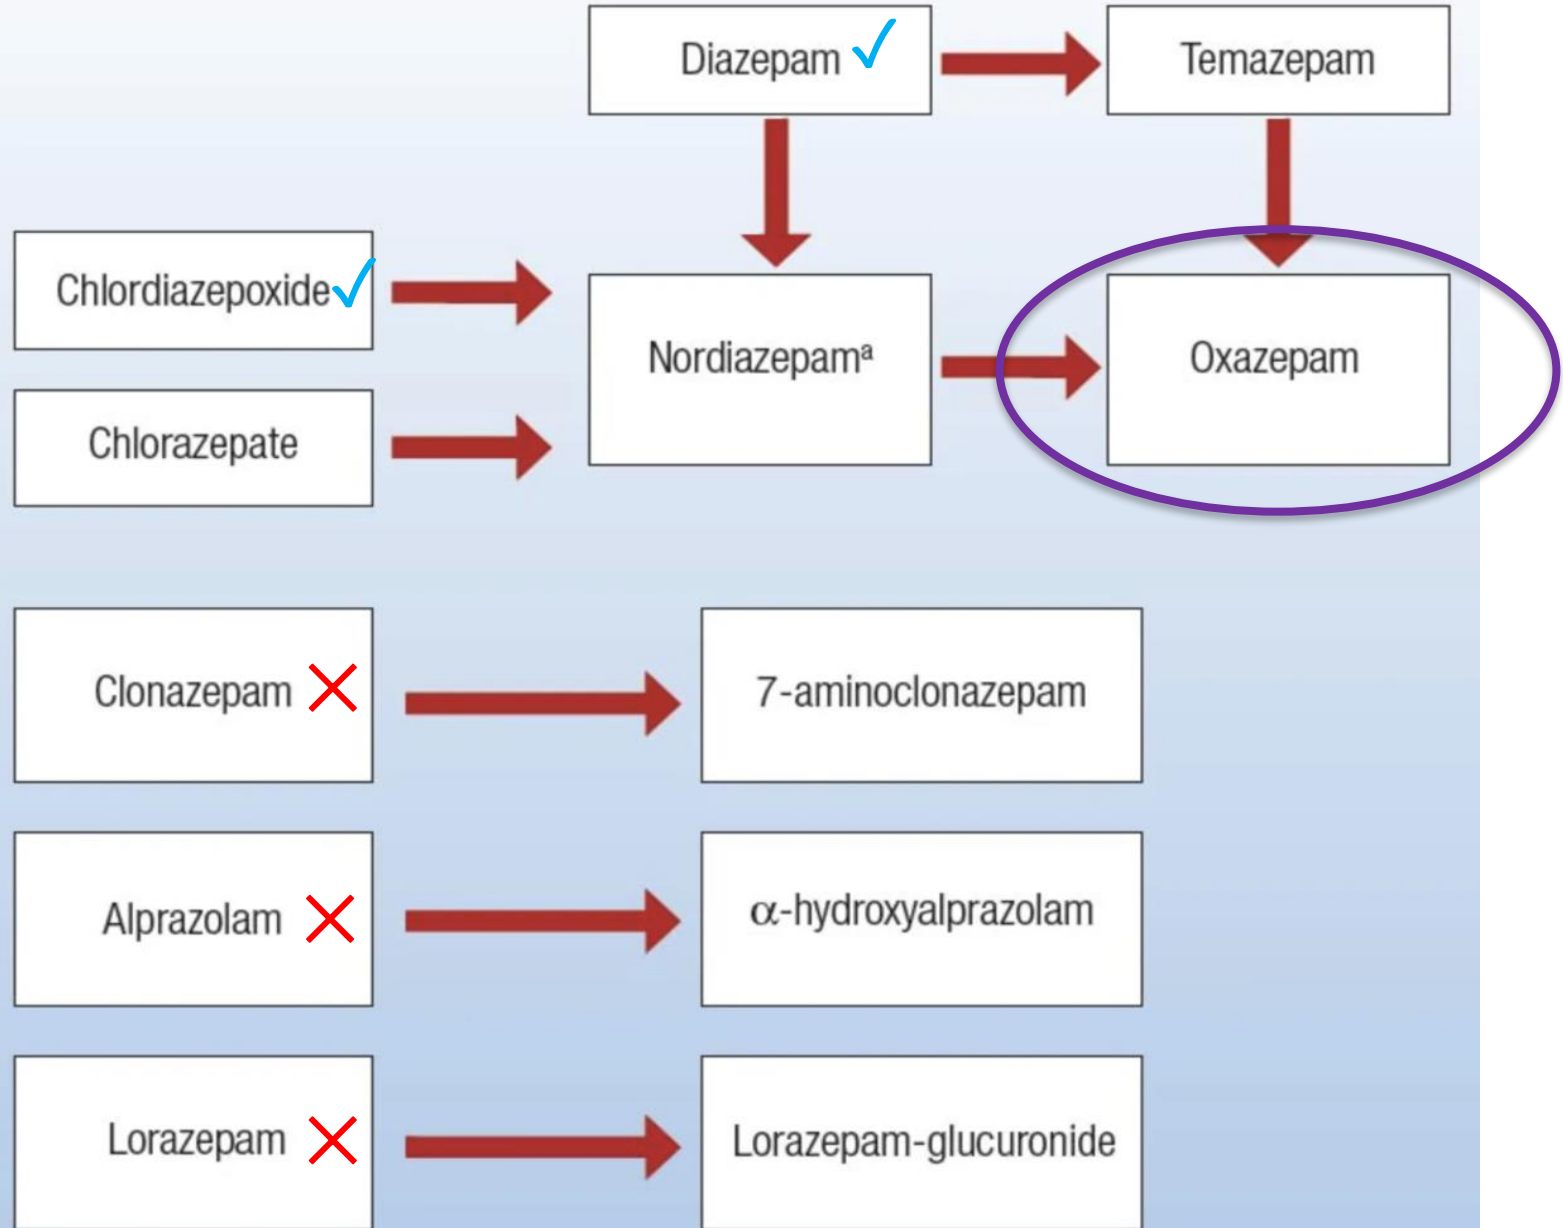 Diazepam
Temazepam
Chlordiazepoxide
Nordiazepamᵃ
Oxazepam
Chlorazepate
Clonazepam
7-aminoclonazepam
Alprazolam
α-hydroxyalprazolam
Lorazepam
Lorazepam-glucuronide